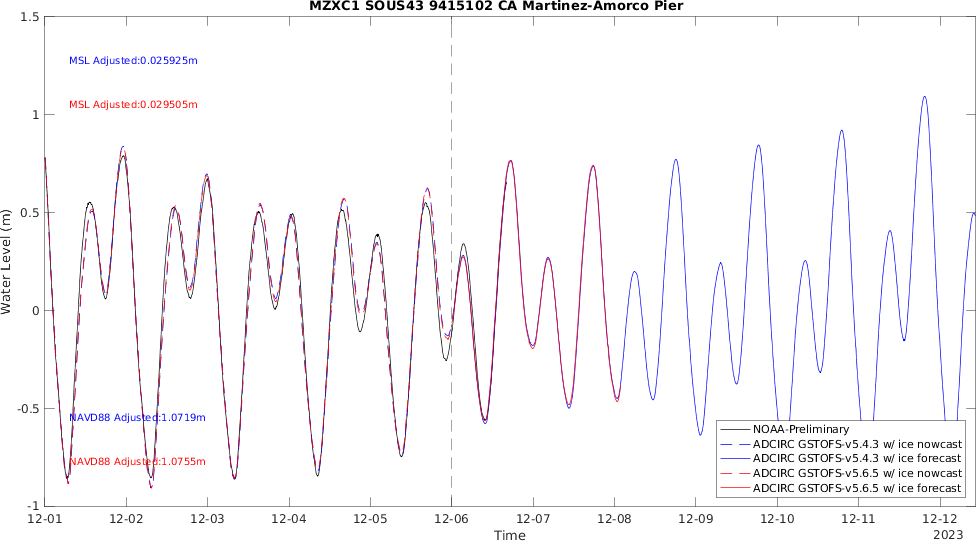 MZXC1 SOUS43 9415102 CA Martinez-Amorco Pier
1.5
MSL Adjusted:0.025925m
MSL Adjusted:0.029505m
1
0.5
Water Level (m)
0
-0.5
NAVD88 Adjusted:1.0719m
NAVD88 Adjusted:1.0755m
-1
NOAA-Preliminary
ADCIRC GSTOFS-v5.4.3 w/ ice nowcast
ADCIRC GSTOFS-v5.4.3 w/ ice forecast
ADCIRC GSTOFS-v5.6.5 w/ ice nowcast
ADCIRC GSTOFS-v5.6.5 w/ ice forecast
12-01 12-02 12-03 12-04 12-05 12-06 12-07 12-08 12-09 12-10 12-11 12-12
Time
2023